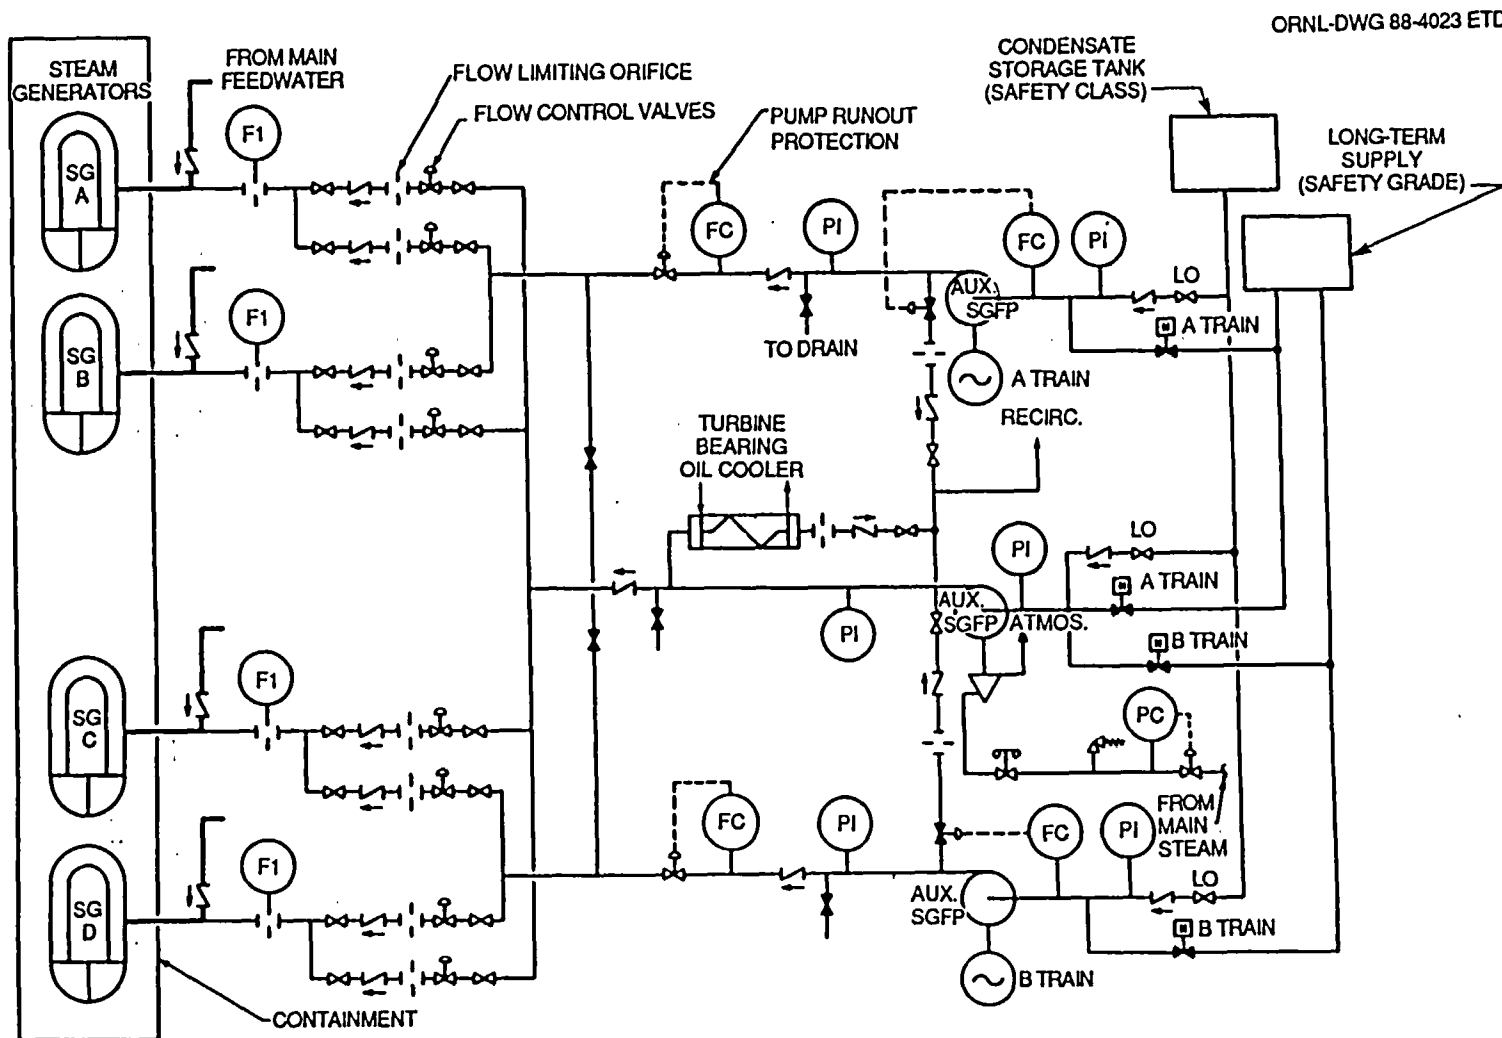 ORNL-DWG 88-4023 ETD
STEAM
GENERATORS
FROM MAIN
FEEDWATER
FLOW LIMITING ORIFICE
FLOW CONTROL VALVES
PUMP RUNOUT
PROTECTION
CONDENSATE
STORAGE TANK
(SAFETY CLASS)
LONG-TERM
SUPPLY
(SAFETY GRADE)
SG
A
F1
FC
PI
FC
PI
LO
AUX.
SGFP
A TRAIN
TO DRAIN
SG
B
F1
A TRAIN
RECIRC.
TURBINE
BEARING
OIL COOLER
PI
LO
A TRAIN
AUX.
SGFP
ATMOS.
PI
B TRAIN
SG
C
F1
PC
FROM
MAIN
STEAM
FC
PI
FC
PI
LO
SG
D
F1
AUX.
SGFP
B TRAIN
B TRAIN
CONTAINMENT